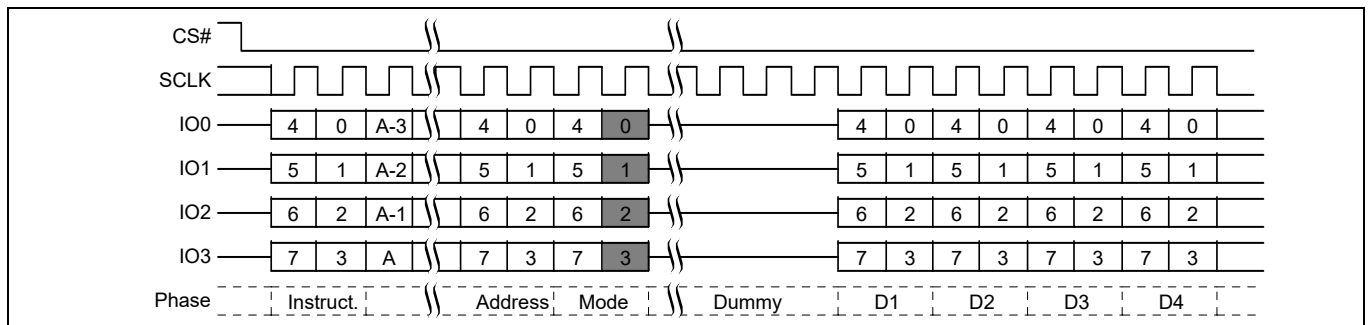 CS#
SCLK
IO0 4 0 A-3 4 0 4 0 4 0 4 0 4 0 4 0
IO1 5 1 A-2 5 1 5 1 5 1 5 1 5 1 5 1
IO2 6 2 A-1 6 2 6 2 6 2 6 2 6 2 6 2
IO3 7 3 A 7 3 7 3 7 3 7 3 7 3 7 3
Phase Instruct. Address Mode Dummy D1 D2 D3 D4